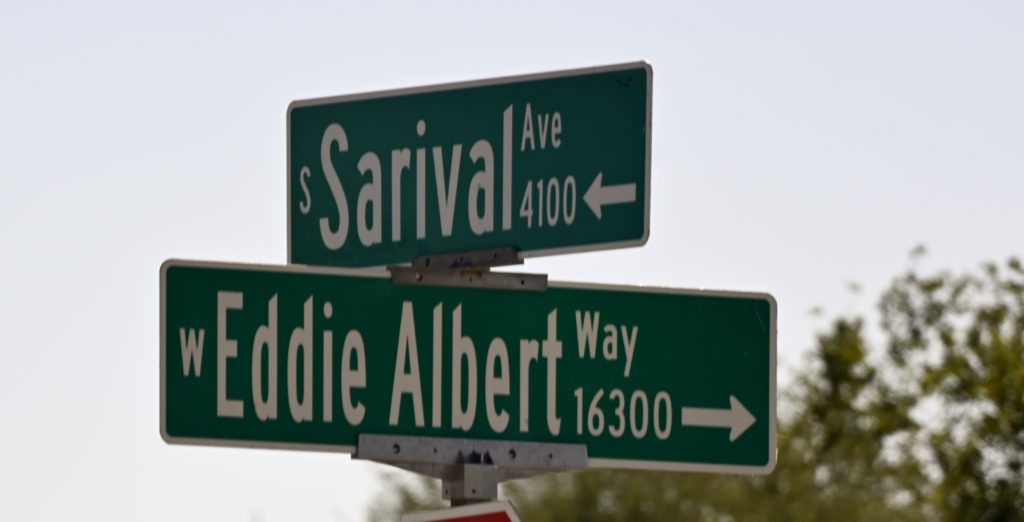 S Sarival Ave
4100
W Eddie Albert Way
16300